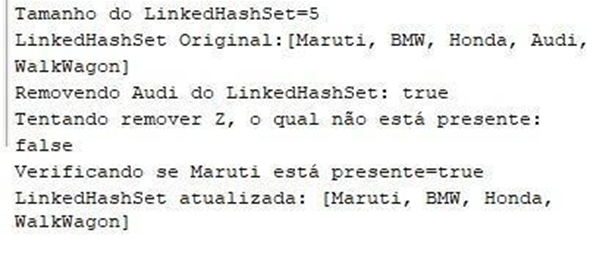 Tamanho do LinkedHashSet=5
LinkedHashSet Original:[Maruti, BMW, Honda, Audi,
WalkWagon]
Removendo Audi do LinkedHashSet: true
Tentando remover Z, o qual não está presente:
false
Verificando se Maruti está presente=true
LinkedHashSet atualizada: [Maruti, BMW, Honda,
WalkWagon]